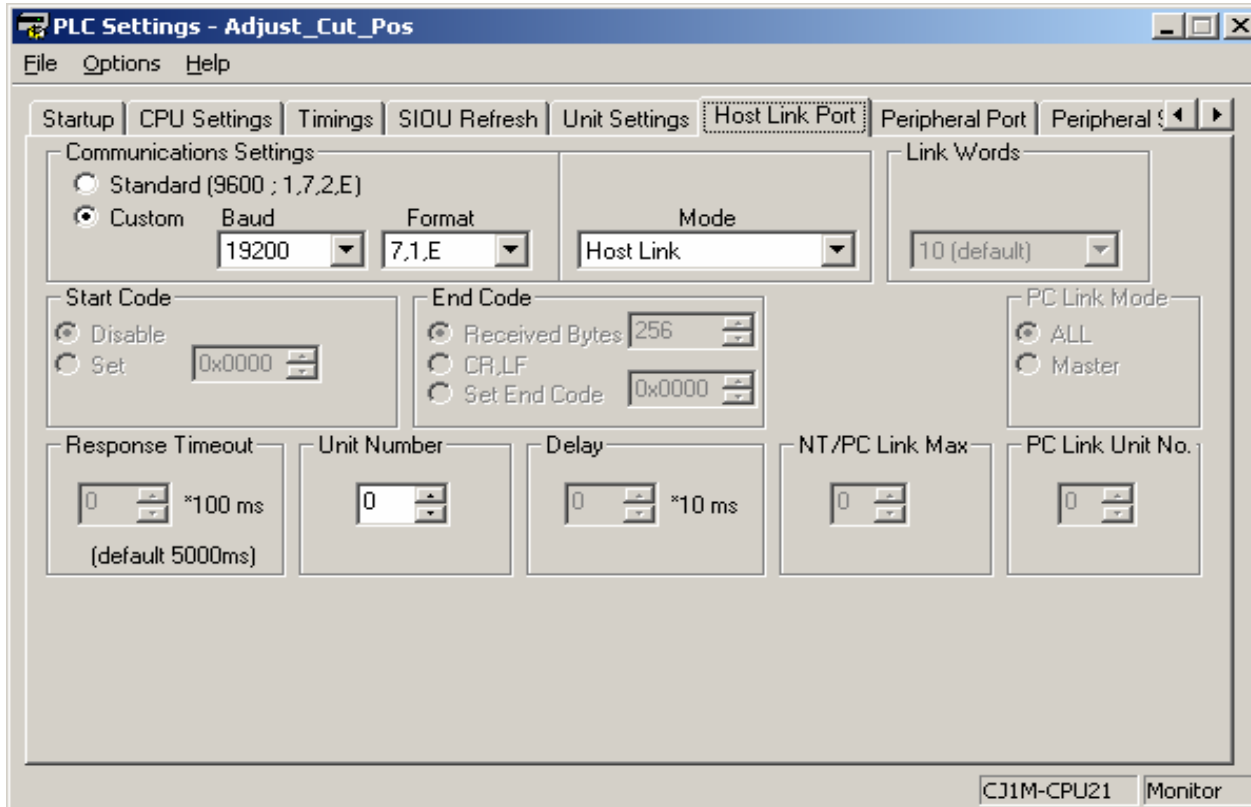 PLC Settings - Adjust_Cut_Pos
File Options Help
Startup CPU Settings Timings SIOU Refresh Unit Settings Host Link Port Peripheral Port Peripheral S
Communications Settings Link Words
Standard (9600 ; 1,7,2,E)
Custom Baud Format Mode
19200 7,1,E Host Link 10 (default)
Start Code End Code PC Link Mode
Disable Received Bytes 256 ALL
Set 0x0000 CR,LF Master
Set End Code 0x0000
Response Timeout Unit Number Delay NT/PC Link Max PC Link Unit No.
0 *100 ms 0 0 *10 ms 0 0
(default 5000ms)
CJ1M-CPU21 Monitor